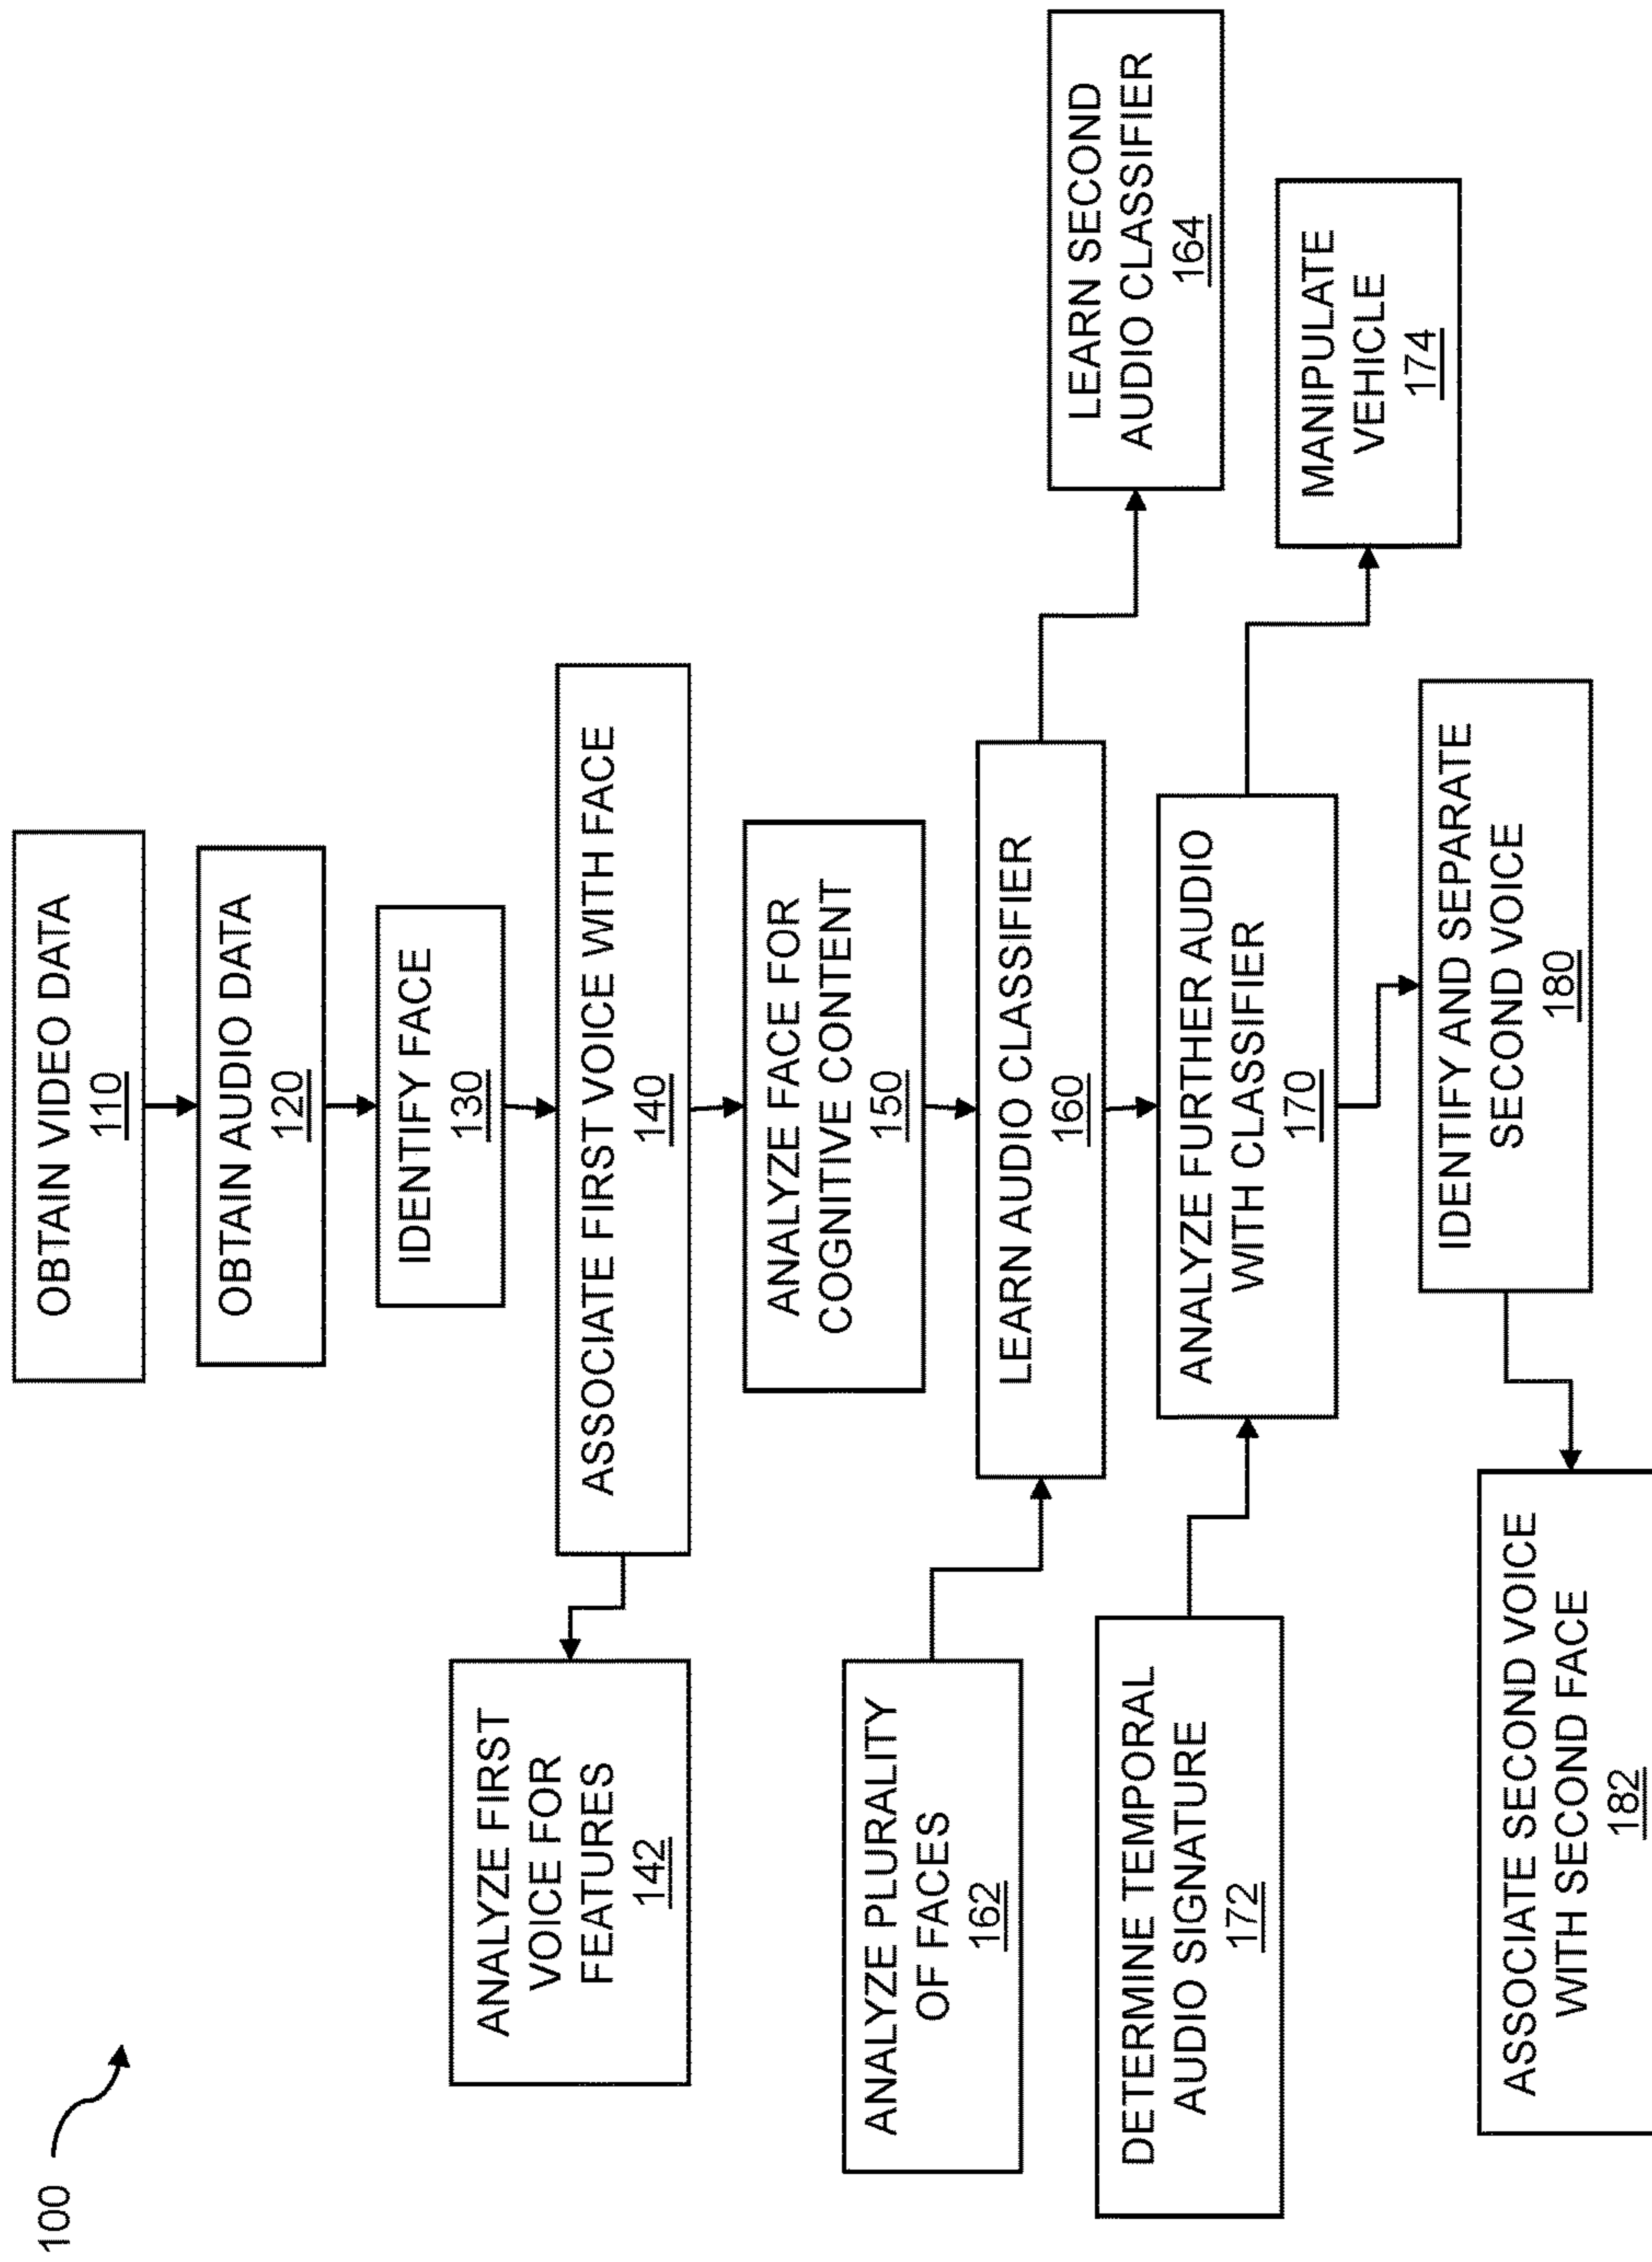 100
OBTAIN VIDEO DATA
110
OBTAIN AUDIO DATA
120
IDENTIFY FACE
130
ASSOCIATE FIRST VOICE WITH FACE
140
ANALYZE FIRST
VOICE FOR
FEATURES
142
ANALYZE FACE FOR
COGNITIVE CONTENT
150
ANALYZE PLURALITY
OF FACES
162
LEARN AUDIO CLASSIFIER
160
LEARN SECOND
AUDIO CLASSIFIER
164
DETERMINE TEMPORAL
AUDIO SIGNATURE
172
ANALYZE FURTHER AUDIO
WITH CLASSIFIER
170
MANIPULATE
VEHICLE
174
IDENTIFY AND SEPARATE
SECOND VOICE
180
ASSOCIATE SECOND VOICE
WITH SECOND FACE
182